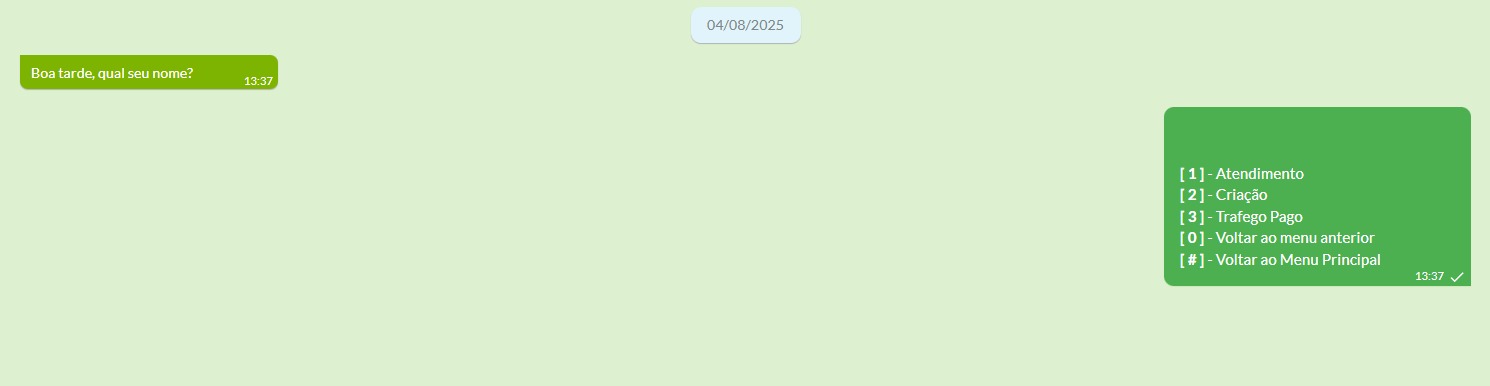 04/08/2025
Boa tarde, qual seu nome?
13:37
[ 1 ] - Atendimento
[ 2 ] - Criação
[ 3 ] - Trafego Pago
[ 0 ] - Voltar ao menu anterior
[ # ] - Voltar ao Menu Principal
13:37